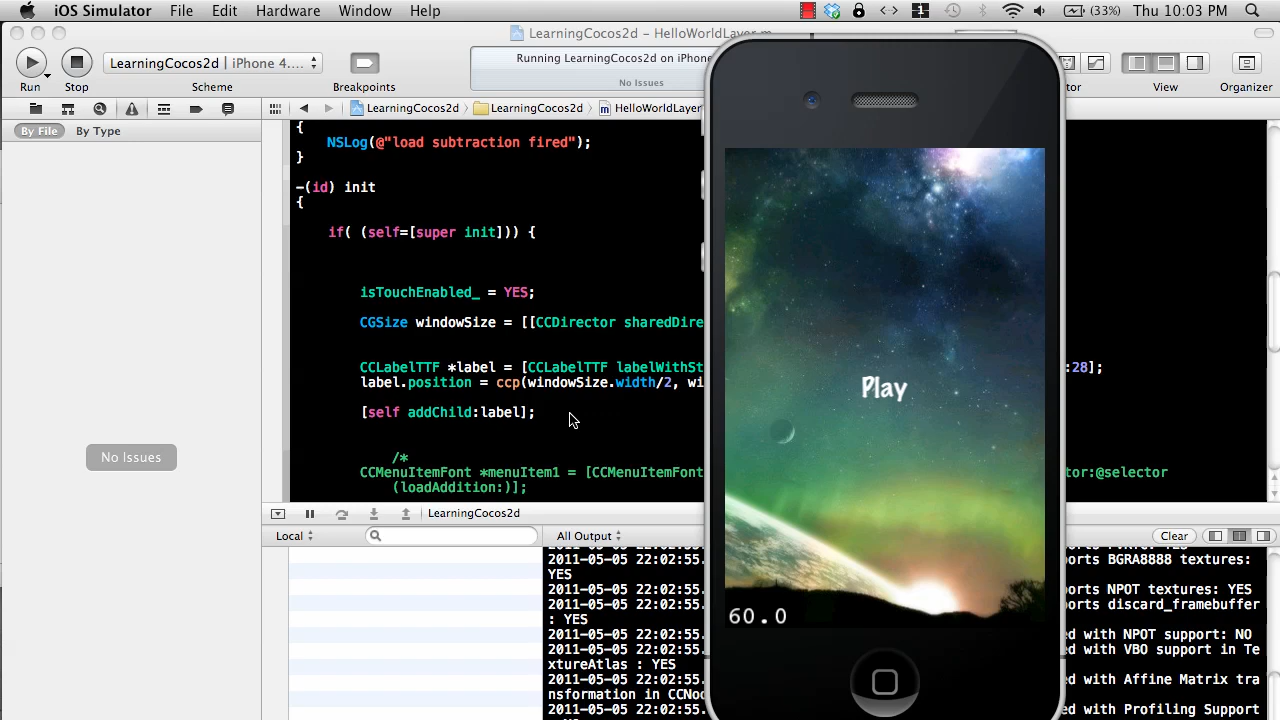 iOS Simulator File Edit Hardware Window Help 1 (33%) Thu 10:03 PM
LearningCocos2d – HelloWorldLayer.m
LearningCocos2d | iPhone 4....
Running LearningCocos2d on iPhone
No Issues
Run Stop Scheme Breakpoints View Organizer
LearningCocos2d LearningCocos2d HelloWorldLayer
By File By Type
{
NSLog(@"load subtraction fired");
}
-(id) init
{
if( (self=[super init])) {
isTouchEnabled_ = YES;
CGSize windowSize = [[CCDirector sharedDire
CCLabelTTF *label = [CCLabelTTF labelWithSt :28];
label.position = ccp(windowSize.width/2, wi
[self addChild:label];
/*
CCMenuItemFont *menuItem1 = [CCMenuItemFont tor:@selector
(loadAddition:)];
No Issues
Play
60.0
LearningCocos2d
Local All Output Clear
2011-05-05 22:02:55. ports BGRA8888 textures:
YES
2011-05-05 22:02:55. ports NPOT textures: YES
2011-05-05 22:02:55. ports discard_framebuffer
: YES
2011-05-05 22:02:55. ed with NPOT support: NO
2011-05-05 22:02:55. ed with VBO support in Te
xtureAtlas : YES
2011-05-05 22:02:55. ed with Affine Matrix tra
nsformation in CCNod
2011-05-05 22:02:55. ed with Profiling Support